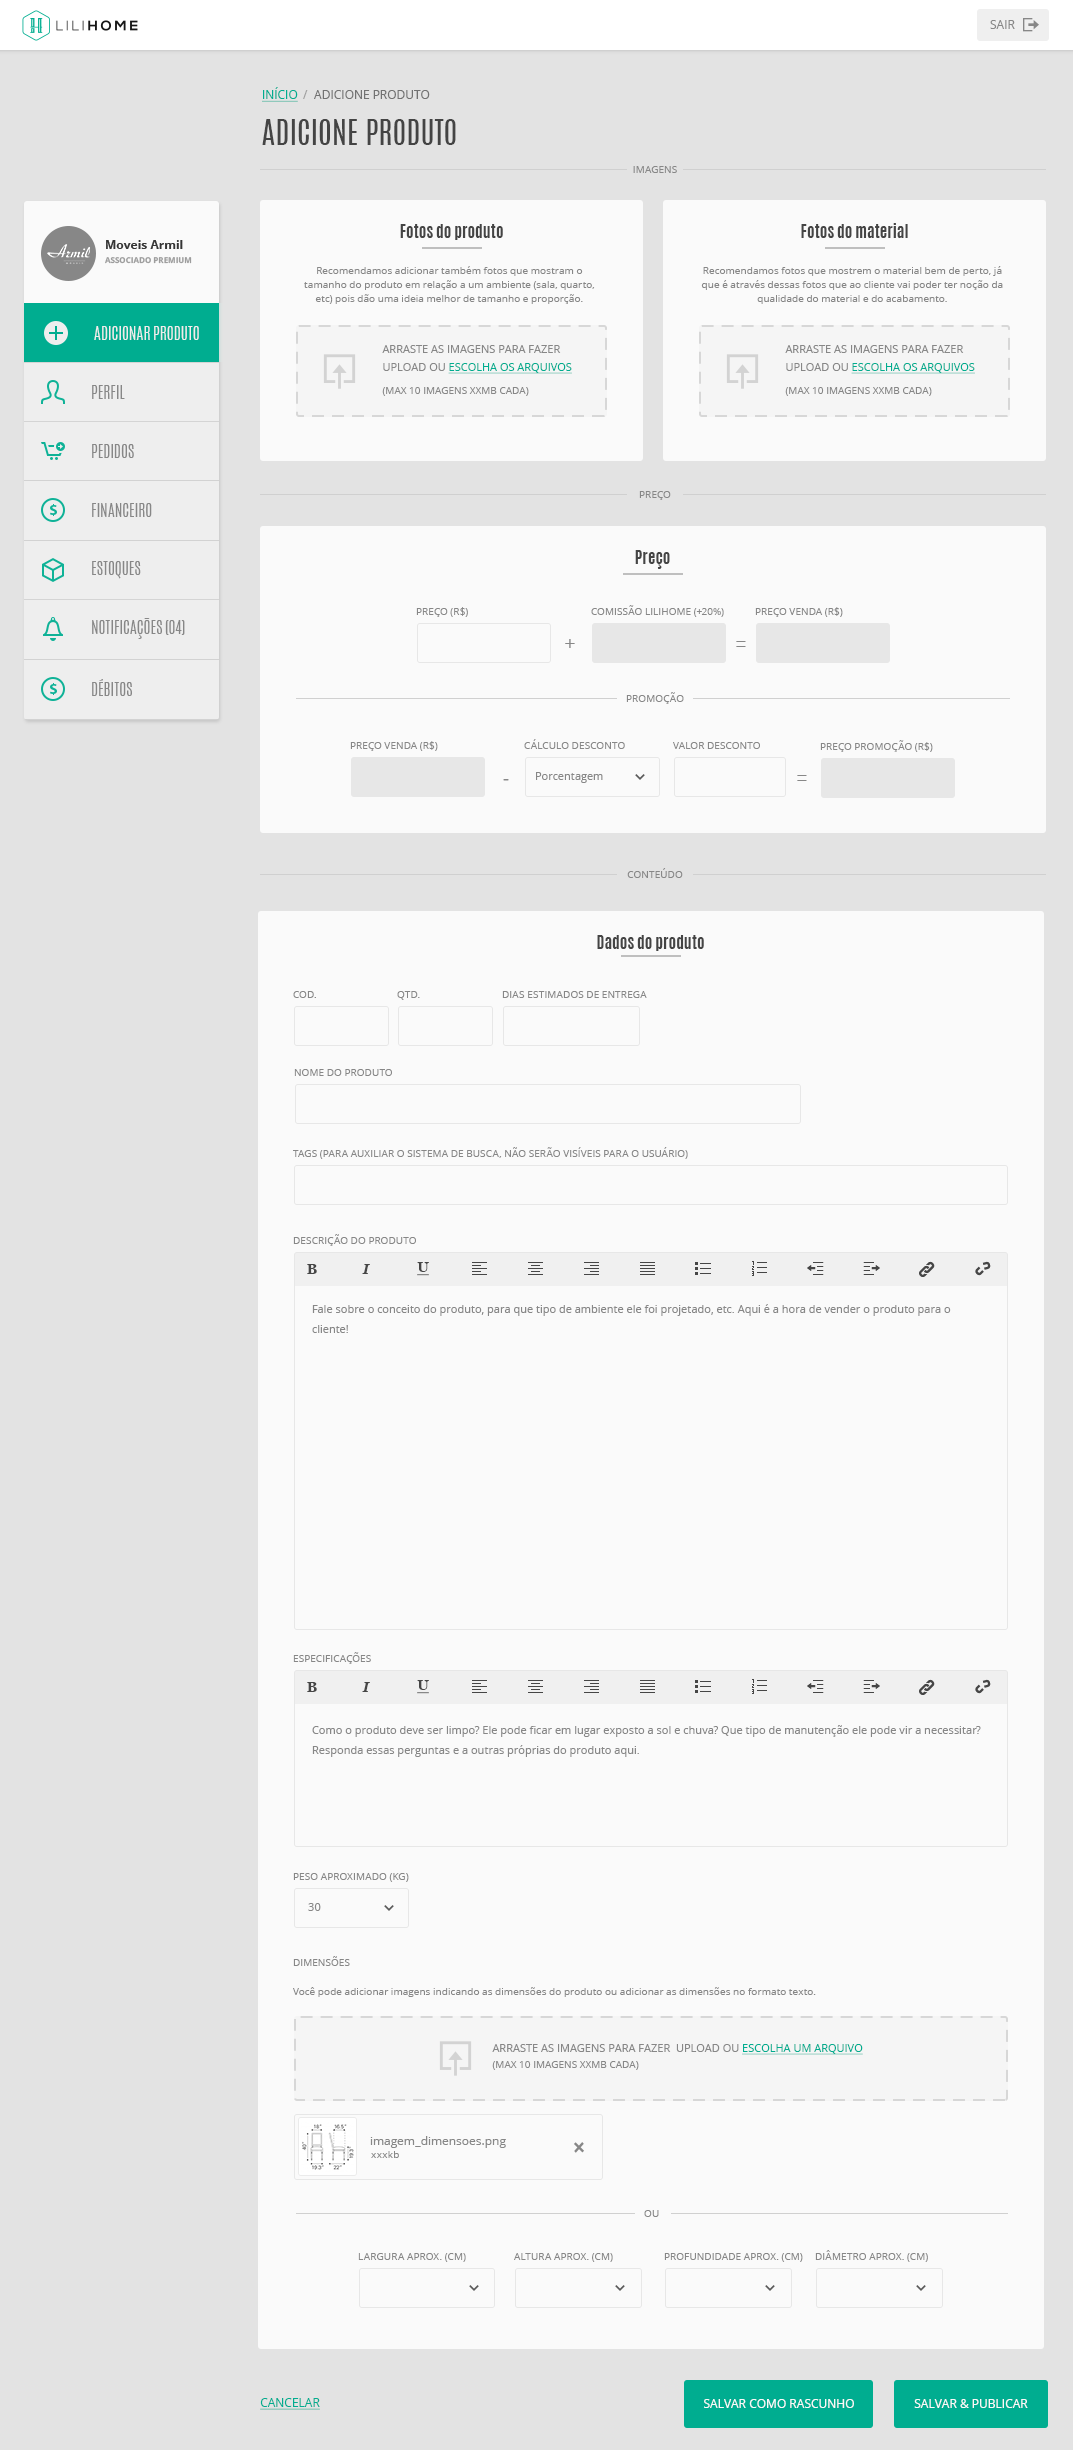 LILIHOME
SAIR
INÍCIO / ADICIONE PRODUTO
ADICIONE PRODUTO
IMAGENS
Armil
Moveis Armil
ASSOCIADO PREMIUM
ADICIONAR PRODUTO
PERFIL
PEDIDOS
FINANCEIRO
ESTOQUES
NOTIFICAÇÕES (04)
DÉBITOS
Fotos do produto
Recomendamos adicionar também fotos que mostram o
tamanho do produto em relação a um ambiente (sala, quarto,
etc) pois dão uma ideia melhor de tamanho e proporção.
ARRASTE AS IMAGENS PARA FAZER
UPLOAD OU ESCOLHA OS ARQUIVOS
(MAX 10 IMAGENS XXMB CADA)
Fotos do material
Recomendamos fotos que mostrem o material bem de perto, já
que é através dessas fotos que ao cliente vai poder ter noção da
qualidade do material e do acabamento.
ARRASTE AS IMAGENS PARA FAZER
UPLOAD OU ESCOLHA OS ARQUIVOS
(MAX 10 IMAGENS XXMB CADA)
PREÇO
Preço
PREÇO (R$) COMISSÃO LILIHOME (+20%) PREÇO VENDA (R$)
+ =
PROMOÇÃO
PREÇO VENDA (R$) CÁLCULO DESCONTO VALOR DESCONTO PREÇO PROMOÇÃO (R$)
- Porcentagem =
CONTEÚDO
Dados do produto
COD. QTD. DIAS ESTIMADOS DE ENTREGA
NOME DO PRODUTO
TAGS (PARA AUXILIAR O SISTEMA DE BUSCA, NÃO SERÃO VISÍVEIS PARA O USUÁRIO)
DESCRIÇÃO DO PRODUTO
B I U
Fale sobre o conceito do produto, para que tipo de ambiente ele foi projetado, etc. Aqui é a hora de vender o produto para o
cliente!
ESPECIFICAÇÕES
B I U
Como o produto deve ser limpo? Ele pode ficar em lugar exposto a sol e chuva? Que tipo de manutenção ele pode vir a necessitar?
Responda essas perguntas e a outras próprias do produto aqui.
PESO APROXIMADO (KG)
30
DIMENSÕES
Você pode adicionar imagens indicando as dimensões do produto ou adicionar as dimensões no formato texto.
ARRASTE AS IMAGENS PARA FAZER UPLOAD OU ESCOLHA UM ARQUIVO
(MAX 10 IMAGENS XXMB CADA)
imagem_dimensoes.png
xxxkb
OU
LARGURA APROX. (CM) ALTURA APROX. (CM) PROFUNDIDADE APROX. (CM) DIÂMETRO APROX. (CM)
CANCELAR
SALVAR COMO RASCUNHO
SALVAR & PUBLICAR